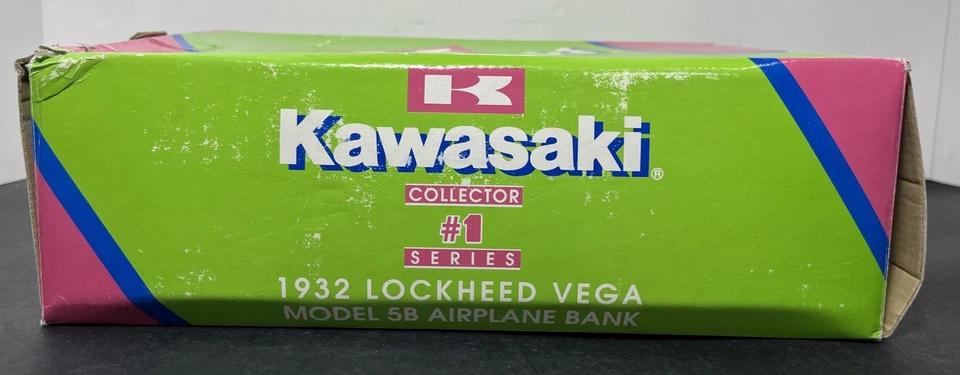 K
Kawasaki®
COLLECTOR
#1
SERIES
1932 LOCKHEED VEGA
MODEL 5B AIRPLANE BANK